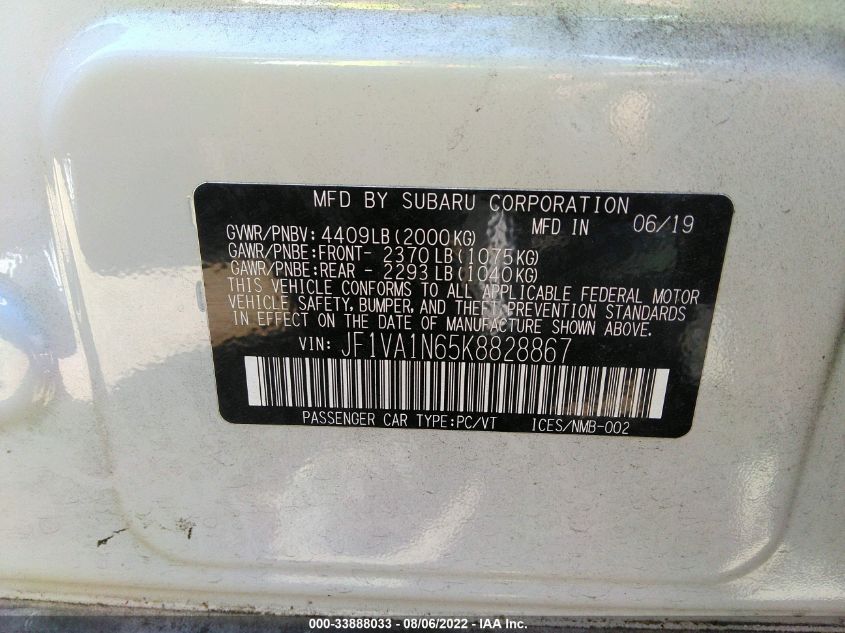 MFD BY SUBARU CORPORATION
GVWR/PNBV: 4409LB(2000KG) MFD IN 06/19
GAWR/PNBE:FRONT- 2370LB(1075KG)
GAWR/PNBE:REAR - 2293LB(1040KG)
THIS VEHICLE CONFORMS TO ALL APPLICABLE FEDERAL MOTOR
VEHICLE SAFETY, BUMPER, AND THEFT PREVENTION STANDARDS
IN EFFECT ON THE DATE OF MANUFACTURE SHOWN ABOVE.
VIN: JF1VA1N65K8828867
PASSENGER CAR TYPE:PC/VT ICES/NMB-002
000-33888033 - 08/06/2022 - IAA Inc.